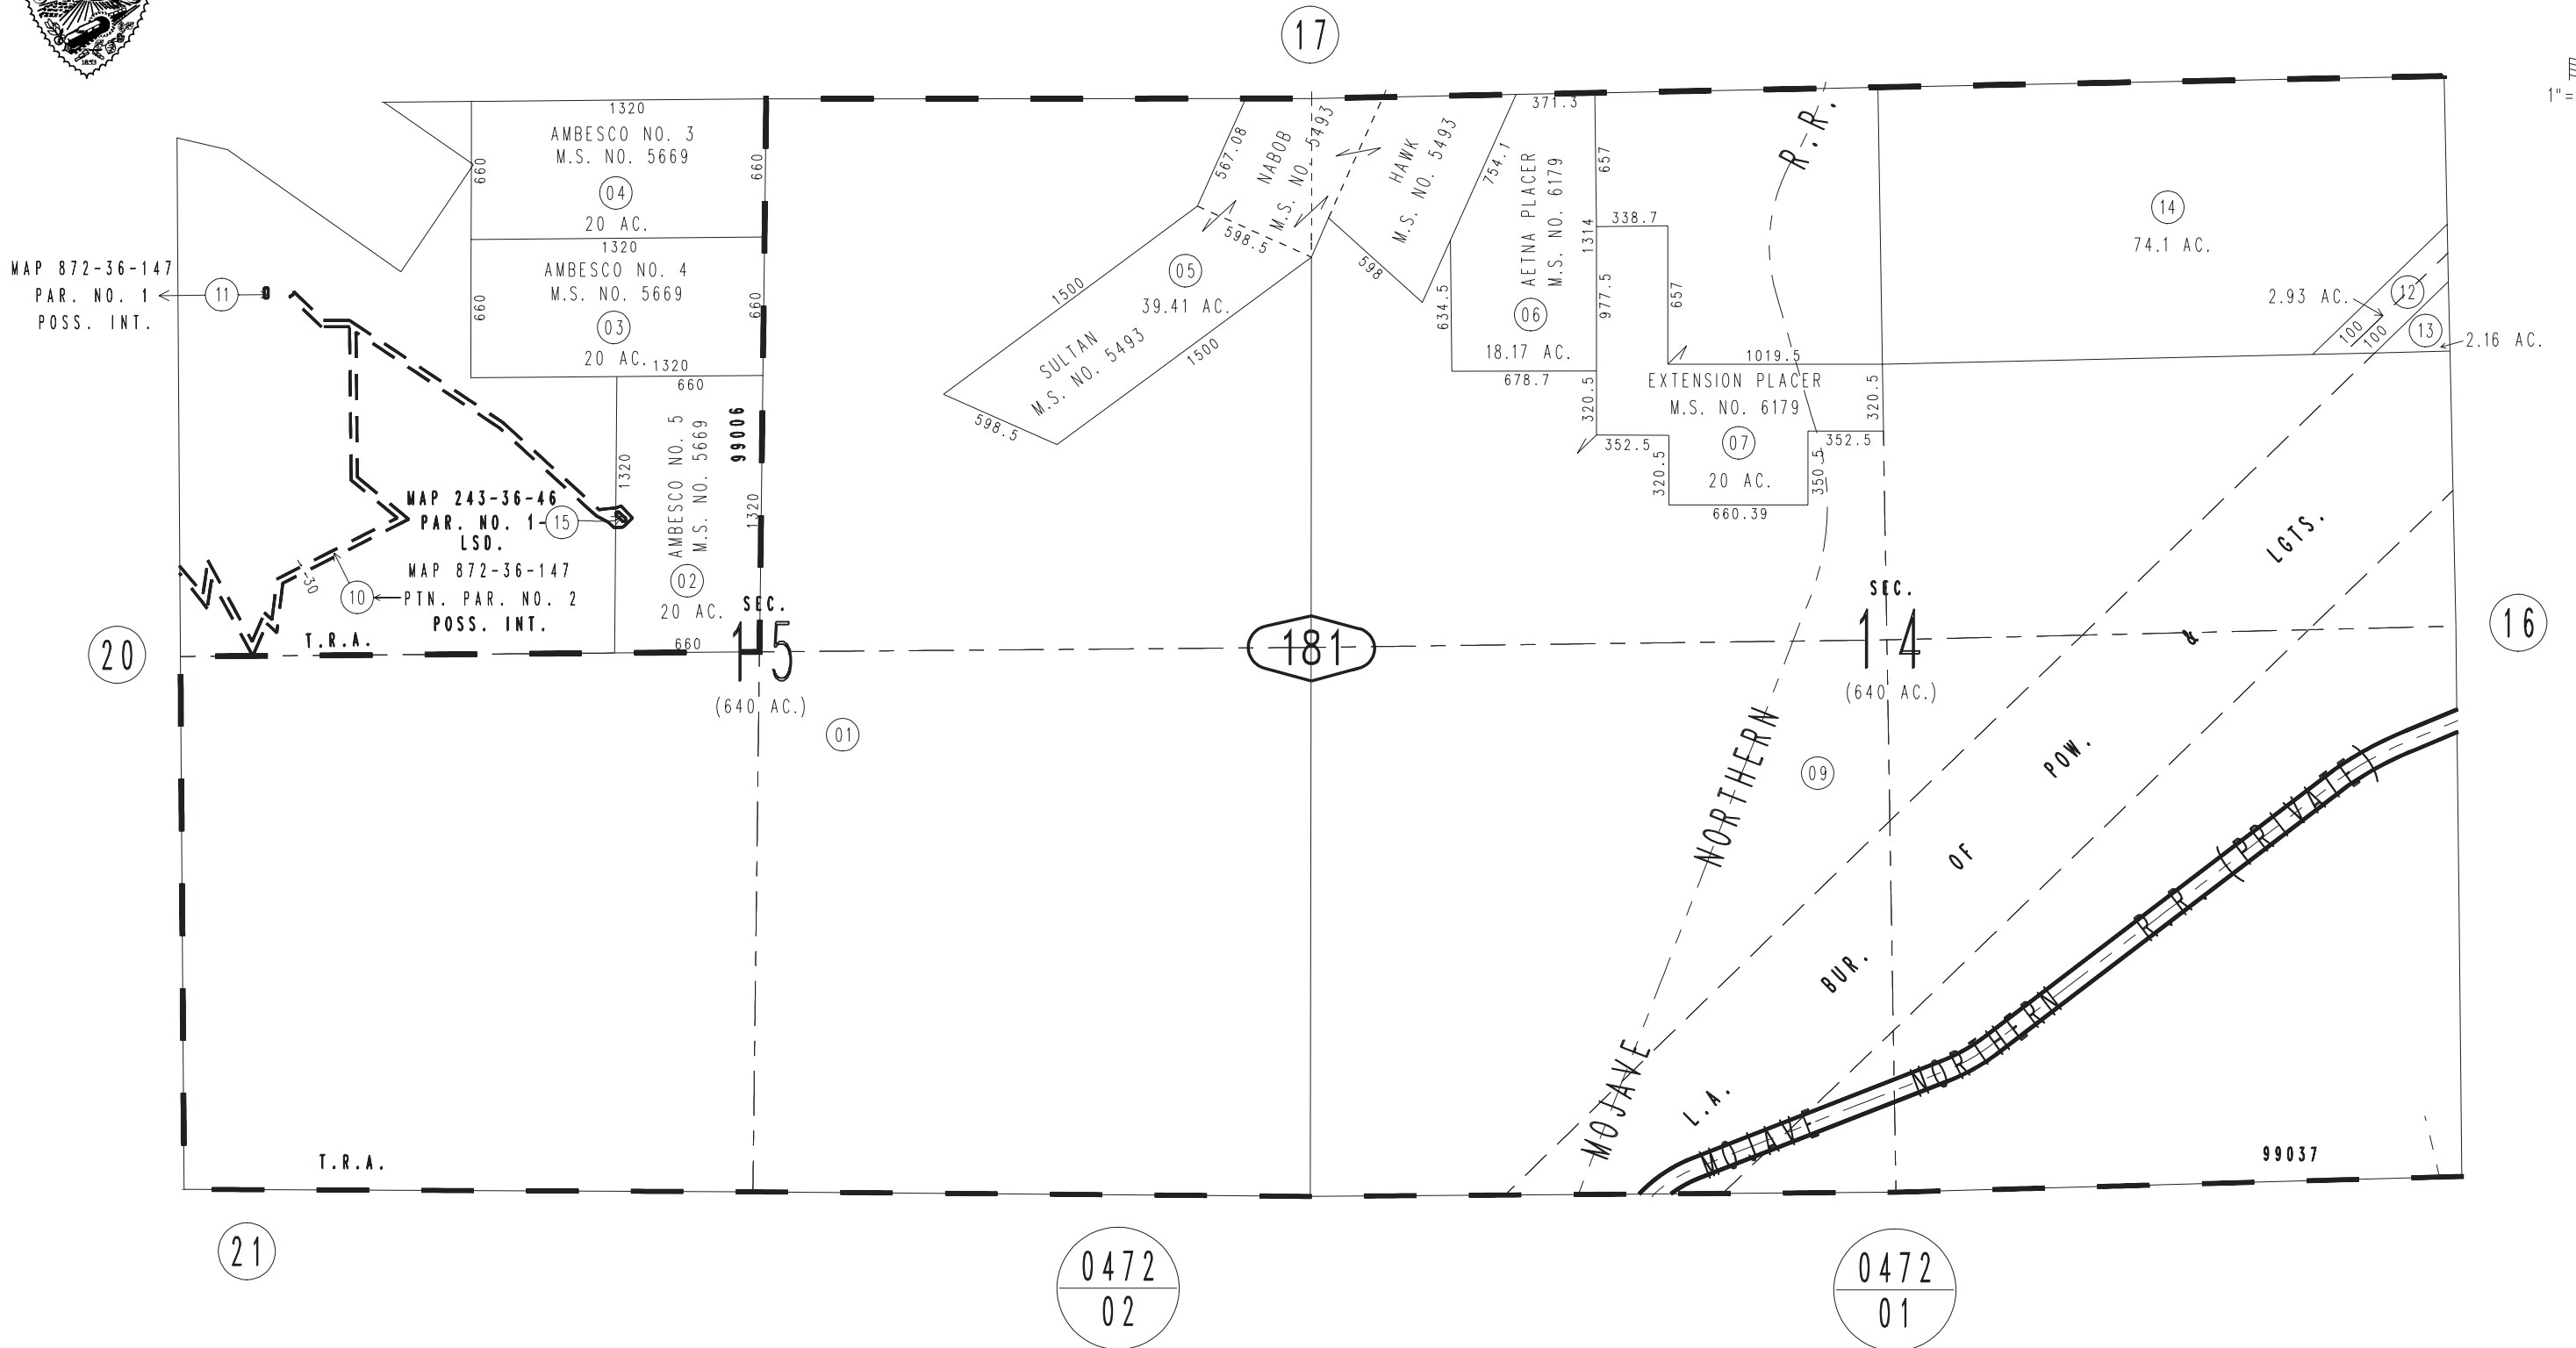 1853
17
1"=
1320
AMBESCO NO. 3
M.S. NO. 5669
660
660
04
20 AC.
1320
AMBESCO NO. 4
M.S. NO. 5669
660
660
03
20 AC.
1320
660
MAP 872-36-147
PAR. NO. 1
POSS. INT.
11
AMBESCO NO. 5
M.S. NO. 5669
99006
1320
1320
02
20 AC.
660
MAP 243-36-46
PAR. NO. 1
LSD.
15
MAP 872-36-147
PTN. PAR. NO. 2
POSS. INT.
10
30
T.R.A.
20
SEC.
15
(640 AC.)
01
567.08
NABOB
M.S. NO. 5493
598.5
HAWK
M.S. NO. 5493
754.1
598
1500
05
39.41 AC.
SULTAN
M.S. NO. 5493
1500
598.5
371.3
AETNA PLACER
M.S. NO. 6179
657
1314
977.5
634.5
06
18.17 AC.
678.7
320.5
338.7
657
1019.5
EXTENSION PLACER
M.S. NO. 6179
07
20 AC.
352.5
320.5
660.39
350.5
352.5
320.5
R.R.
14
74.1 AC.
2.93 AC.
12
13
2.16 AC.
100
100
181
SEC.
14
(640 AC.)
09
16
MOJAVE NORTHERN
L.A. BUR. OF POW. & LGTS.
MOJAVE NORTHERN R.R. (PRIVATE)
T.R.A.
99037
21
0472
02
0472
01